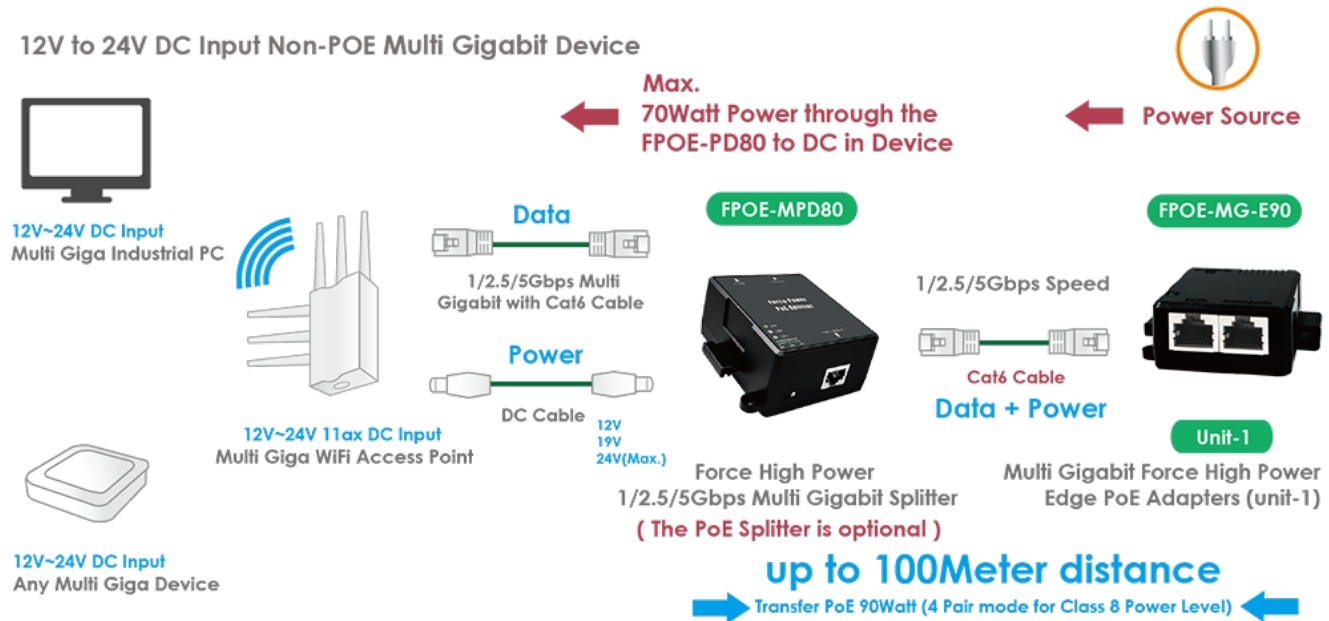 12V to 24V DC Input Non-POE Multi Gigabit Device
Max.
70Watt Power through the
FPOE-PD80 to DC in Device
Power Source
12V~24V DC Input
Multi Giga Industrial PC
Data
1/2.5/5Gbps Multi
Gigabit with Cat6 Cable
Power
DC Cable
12V
19V
24V(Max.)
12V~24V 11ax DC Input
Multi Giga WiFi Access Point
12V~24V DC Input
Any Multi Giga Device
FPOE-MPD80
Force Power
PoE Splitter
Force High Power
1/2.5/5Gbps Multi Gigabit Splitter
( The PoE Splitter is optional )
1/2.5/5Gbps Speed
Cat6 Cable
Data + Power
FPOE-MG-E90
Unit-1
Multi Gigabit Force High Power
Edge PoE Adapters (unit-1)
up to 100Meter distance
Transfer PoE 90Watt (4 Pair mode for Class 8 Power Level)